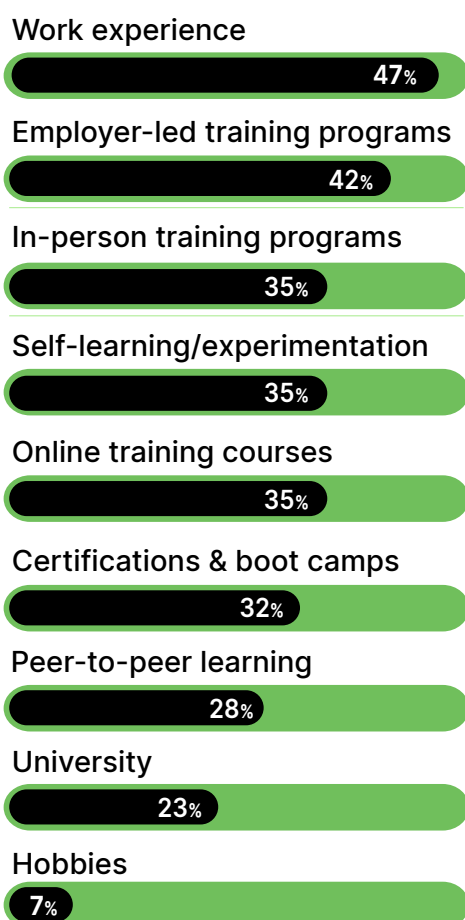 Work experience
47%
Employer-led training programs
42%
In-person training programs
35%
Self-learning/experimentation
35%
Online training courses
35%
Certifications & boot camps
32%
Peer-to-peer learning
28%
University
23%
Hobbies
7%